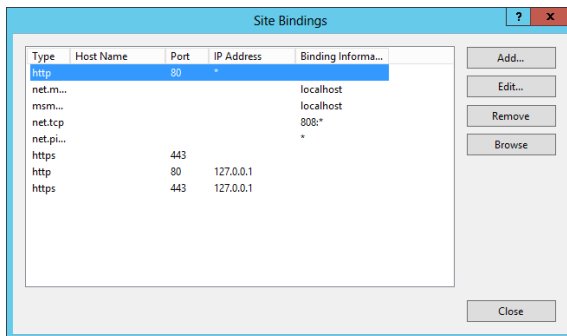 Site Bindings
? x
Type Host Name Port IP Address Binding Informa...
http 80 *
net.m... localhost
msm... localhost
net.tcp 808:*
net.pi... *
https 443
http 80 127.0.0.1
https 443 127.0.0.1
Add...
Edit...
Remove
Browse
Close